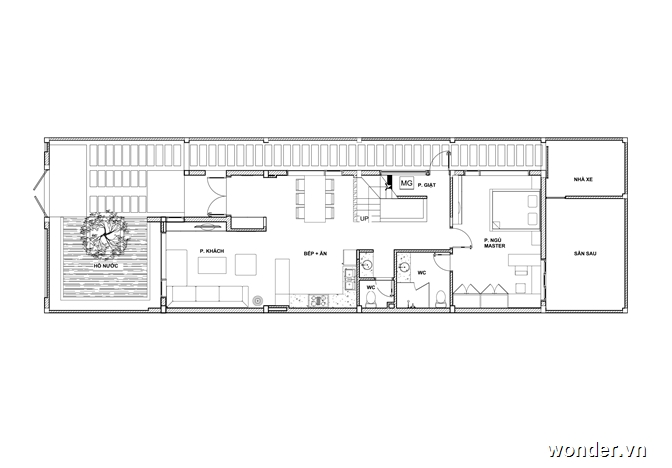 NHÀ XE
MG
P. GIẶT
UP
P. KHÁCH
BẾP + ĂN
P. NGỦ
MASTER
SÂN SAU
HỒ NƯỚC
WC
WC
wonder.vn